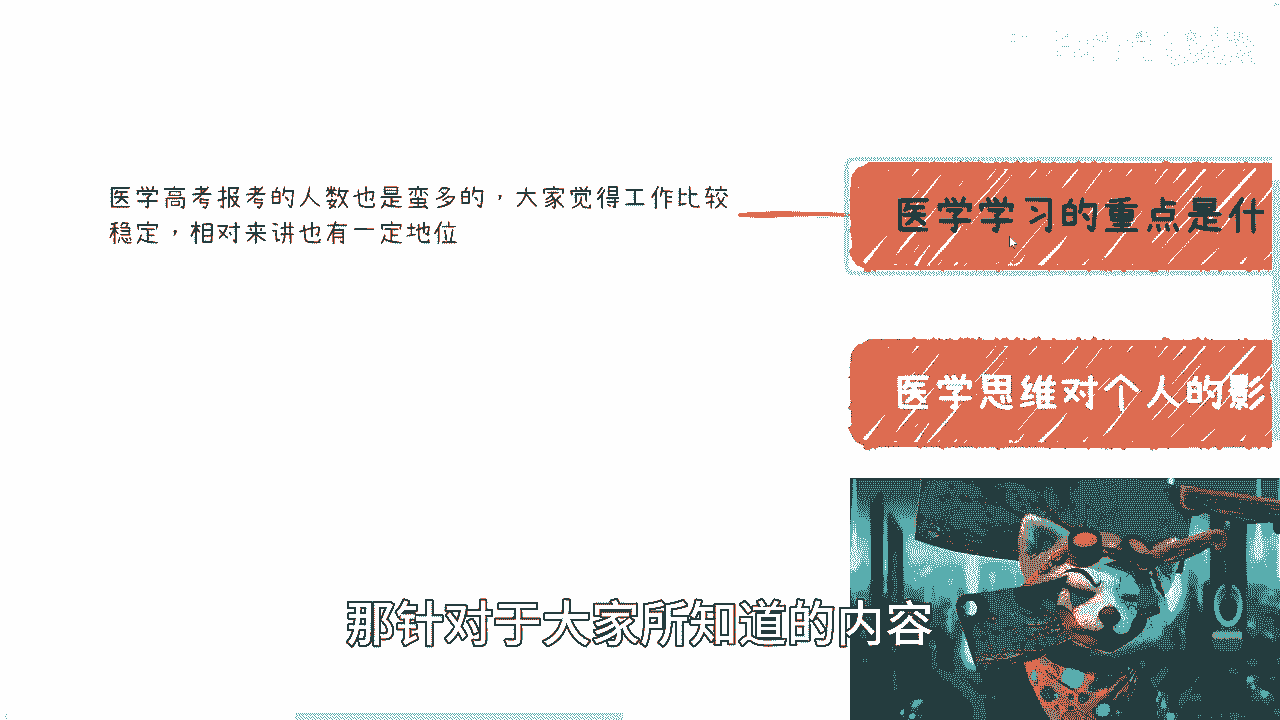 医学高考报考的人数也是蛮多的，大家觉得工作比较
稳定，相对来讲也有一定地位
医学学习的重点是什
医学思维对个人的影
那针对于大家所知道的内容